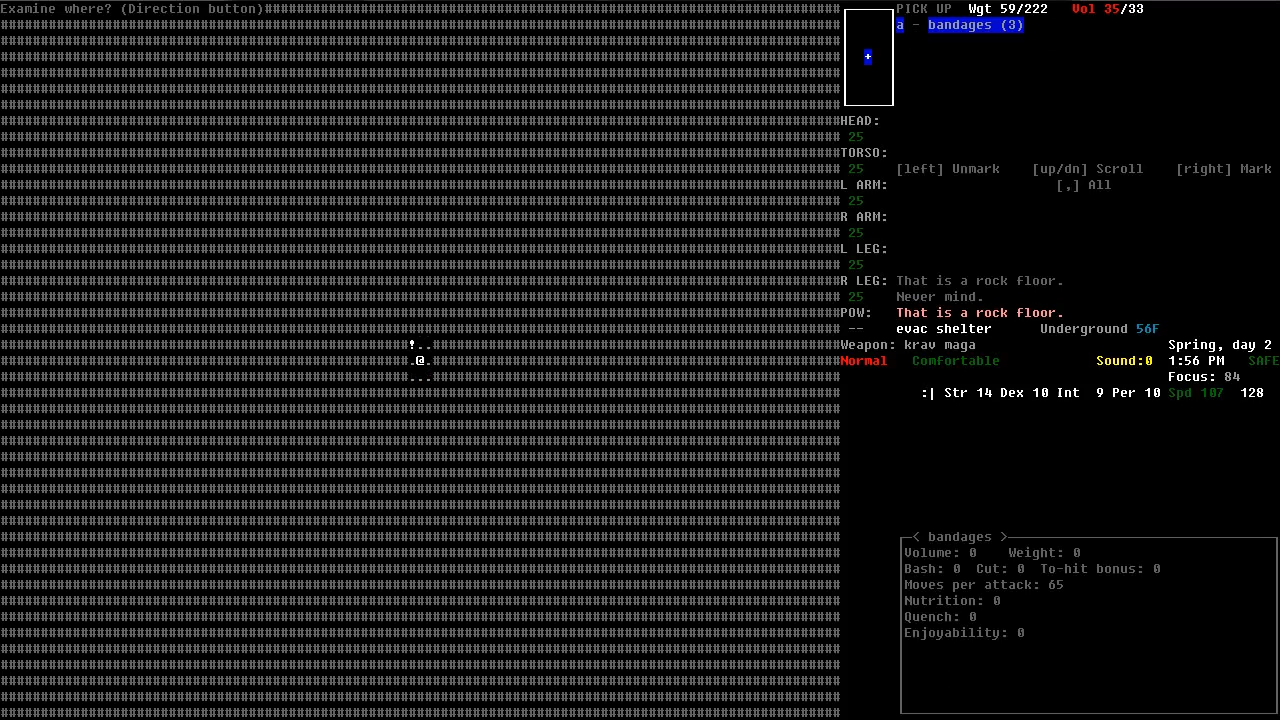 Examine where? (Direction button)
PICK UP  Wgt 59/222   Vol 35/33
a - bandages (3)
+
HEAD:
25
TORSO:
25   [left] Unmark    [up/dn] Scroll    [right] Mark
L ARM:   [,] All
25
R ARM:
25
L LEG:
25
R LEG: That is a rock floor.
25   Never mind.
POW:   That is a rock floor.
--   evac shelter      Underground 56F
!..   Weapon: krav maga   Spring, day 2
.@.   Normal   Comfortable   Sound:0  1:56 PM   SAFE
...   Focus: 84
:| Str 14 Dex 10 Int  9 Per 10 Spd 107  128
< bandages >
Volume: 0    Weight: 0
Bash: 0  Cut: 0  To-hit bonus: 0
Moves per attack: 65
Nutrition: 0
Quench: 0
Enjoyability: 0